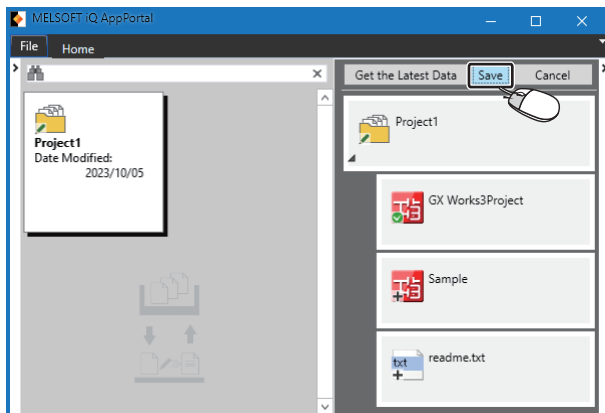 MELSOFT iQ AppPortal
File Home
Get the Latest Data Save Cancel
Project1
Date Modified:
2023/10/05
Project1
GX Works3Project
Sample
txt readme.txt